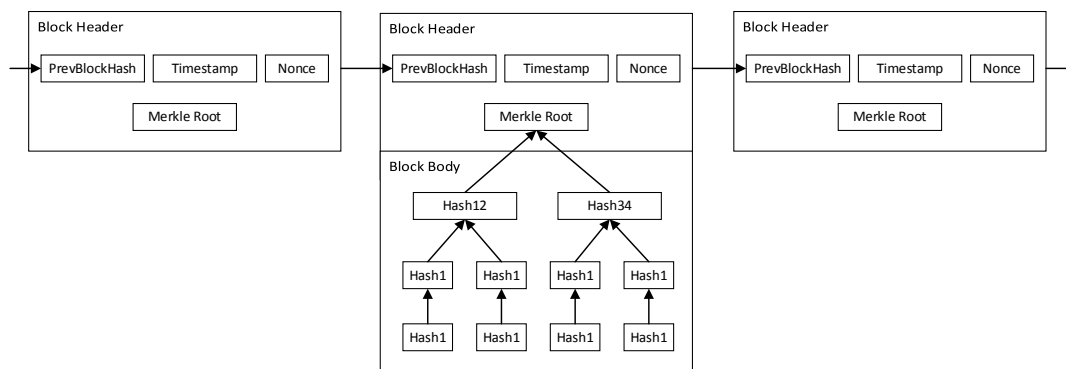 Block Header
PrevBlockHash Timestamp Nonce
Merkle Root
Block Header
PrevBlockHash Timestamp Nonce
Merkle Root
Block Body
Hash12 Hash34
Hash1 Hash1 Hash1 Hash1
Hash1 Hash1 Hash1 Hash1
Block Header
PrevBlockHash Timestamp Nonce
Merkle Root